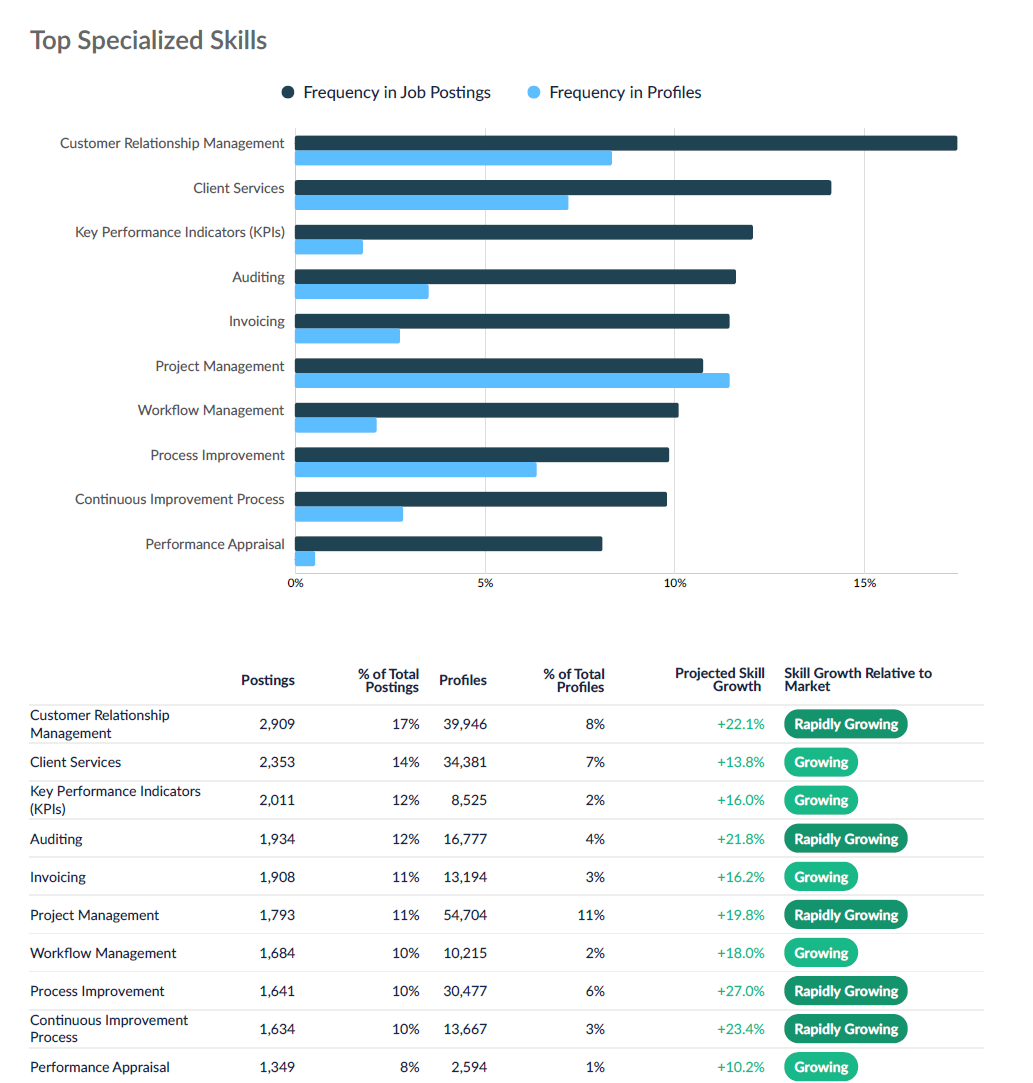 Top Specialized Skills
Frequency in Job Postings Frequency in Profiles
Customer Relationship Management
Client Services
Key Performance Indicators (KPIs)
Auditing
Invoicing
Project Management
Workflow Management
Process Improvement
Continuous Improvement Process
Performance Appraisal
0% 5% 10% 15%
Postings % of Total Postings Profiles % of Total Profiles Projected Skill Growth Skill Growth Relative to Market
Customer Relationship Management 2,909 17% 39,946 8% +22.1% Rapidly Growing
Client Services 2,353 14% 34,381 7% +13.8% Growing
Key Performance Indicators (KPIs) 2,011 12% 8,525 2% +16.0% Growing
Auditing 1,934 12% 16,777 4% +21.8% Rapidly Growing
Invoicing 1,908 11% 13,194 3% +16.2% Growing
Project Management 1,793 11% 54,704 11% +19.8% Rapidly Growing
Workflow Management 1,684 10% 10,215 2% +18.0% Growing
Process Improvement 1,641 10% 30,477 6% +27.0% Rapidly Growing
Continuous Improvement Process 1,634 10% 13,667 3% +23.4% Rapidly Growing
Performance Appraisal 1,349 8% 2,594 1% +10.2% Growing